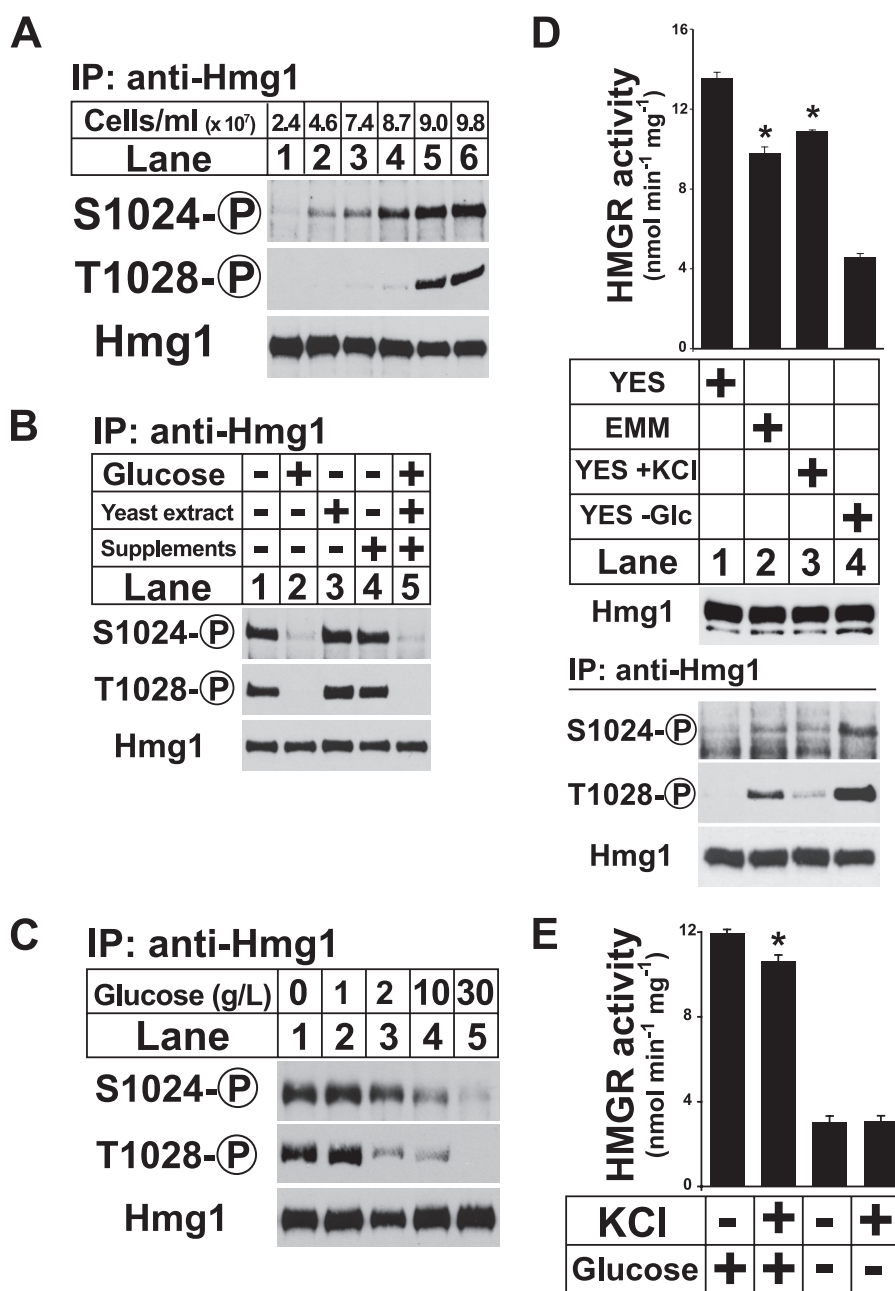 A
IP: anti-Hmg1
Cells/ml (x 10⁷) 2.4 4.6 7.4 8.7 9.0 9.8
Lane 1 2 3 4 5 6
S1024-Ⓟ
T1028-Ⓟ
Hmg1
B
IP: anti-Hmg1
Glucose - + - - +
Yeast extract - - + - +
Supplements - - - + +
Lane 1 2 3 4 5
S1024-Ⓟ
T1028-Ⓟ
Hmg1
C
IP: anti-Hmg1
Glucose (g/L) 0 1 2 10 30
Lane 1 2 3 4 5
S1024-Ⓟ
T1028-Ⓟ
Hmg1
D
HMGR activity
(nmol min⁻¹ mg⁻¹)
16
12
8
4
0
* *
YES +
EMM +
YES +KCl +
YES -Glc +
Lane 1 2 3 4
Hmg1
IP: anti-Hmg1
S1024-Ⓟ
T1028-Ⓟ
Hmg1
E
HMGR activity
(nmol min⁻¹ mg⁻¹)
12
9
6
3
0
*
KCl - + - +
Glucose + + - -